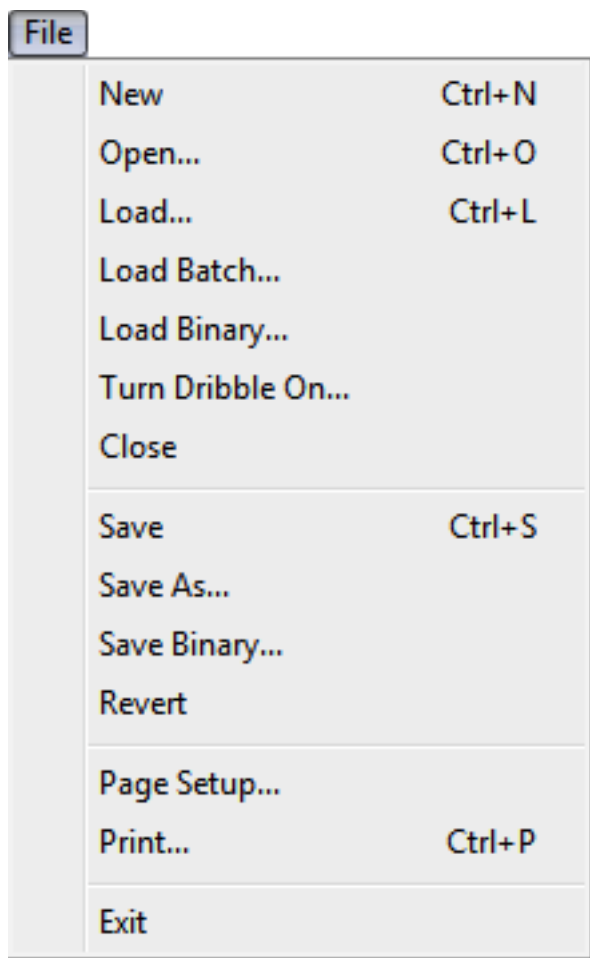 File
New Ctrl+N
Open... Ctrl+O
Load... Ctrl+L
Load Batch...
Load Binary...
Turn Dribble On...
Close
Save Ctrl+S
Save As...
Save Binary...
Revert
Page Setup...
Print... Ctrl+P
Exit